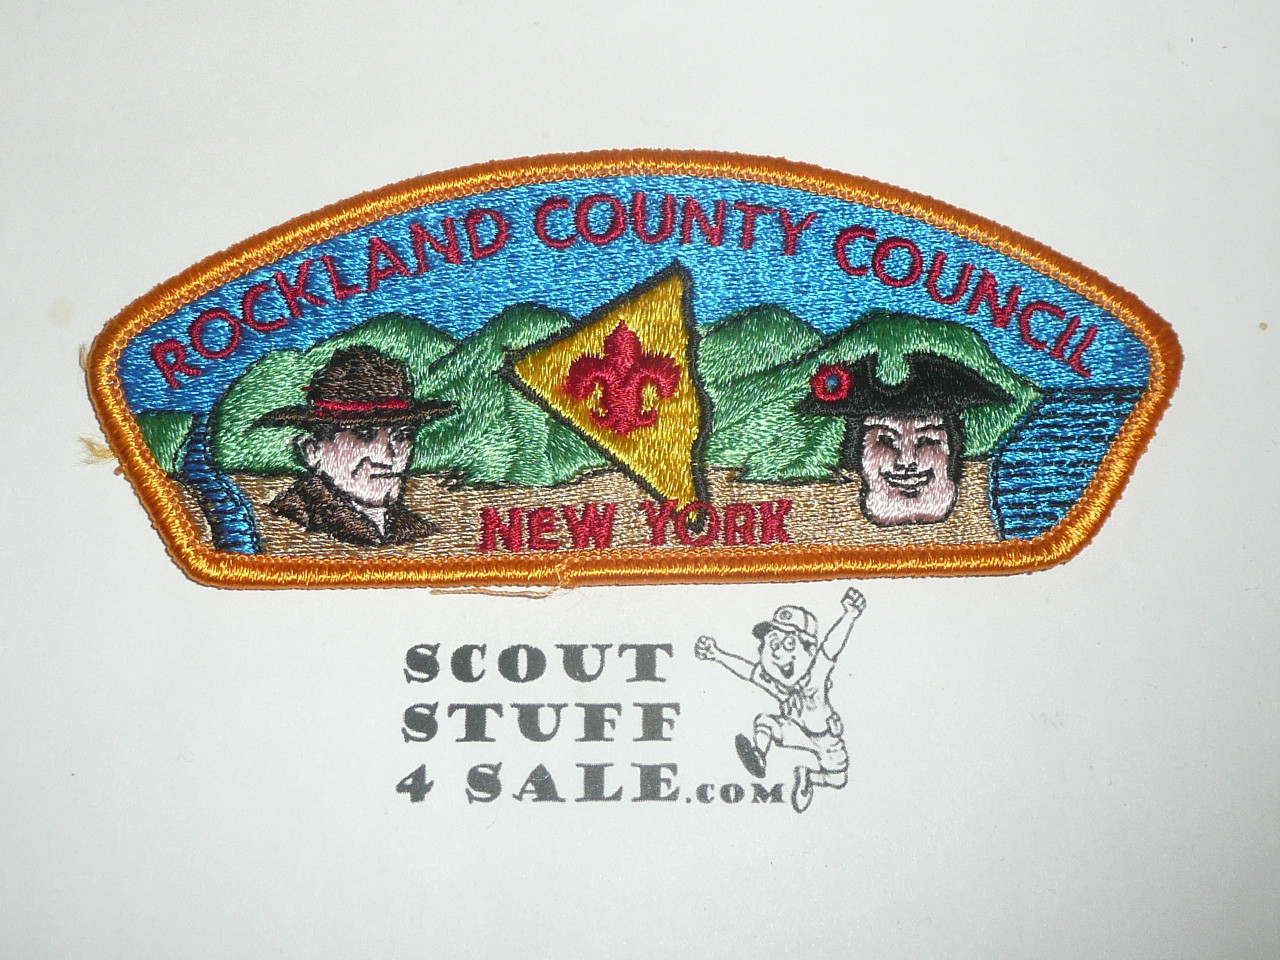 ROCKLAND COUNTY COUNCIL
NEW YORK
SCOUT
STUFF
4 SALE.COM